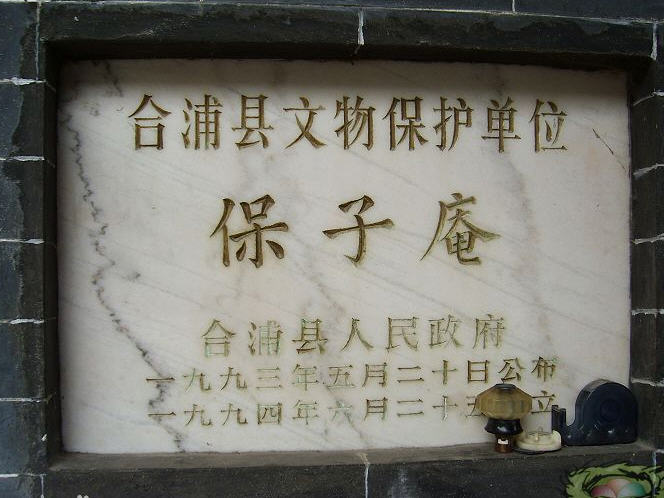 合浦县文物保护单位
保子庵
合浦县人民政府
一九九三年五月二十日公布
一九九四年六月二十五 立